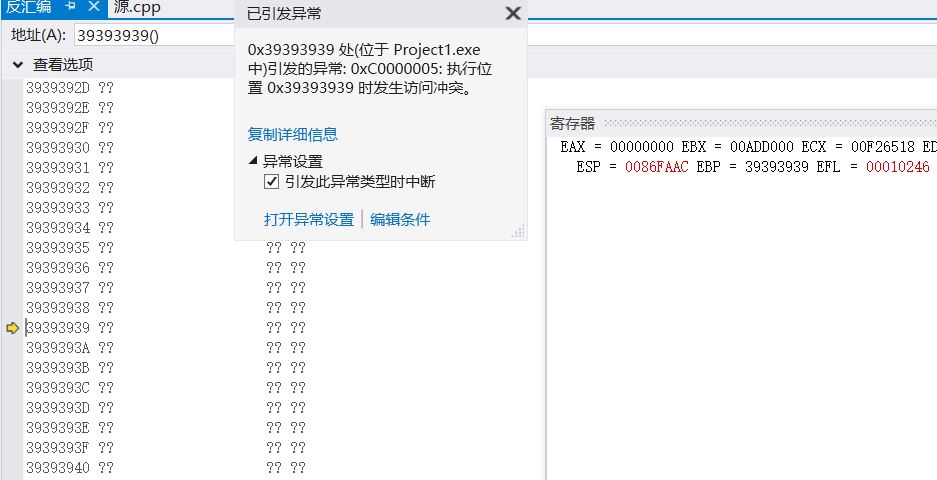 反汇编 源.cpp
地址(A): 39393939()
查看选项
3939392D ??
3939392E ??
3939392F ??
39393930 ??
39393931 ??
39393932 ??
39393933 ??
39393934 ??
39393935 ?? ?? ??
39393936 ?? ?? ??
39393937 ?? ?? ??
39393938 ?? ?? ??
39393939 ?? ?? ??
3939393A ?? ?? ??
3939393B ?? ?? ??
3939393C ?? ?? ??
3939393D ?? ?? ??
3939393E ?? ?? ??
3939393F ?? ?? ??
39393940 ?? ?? ??
已引发异常
0x39393939 处(位于 Project1.exe
中)引发的异常: 0xC0000005: 执行位
置 0x39393939 时发生访问冲突。
复制详细信息
异常设置
引发此异常类型时中断
打开异常设置 | 编辑条件
寄存器
EAX = 00000000 EBX = 00ADD000 ECX = 00F26518 ED
ESP = 0086FAAC EBP = 39393939 EFL = 00010246